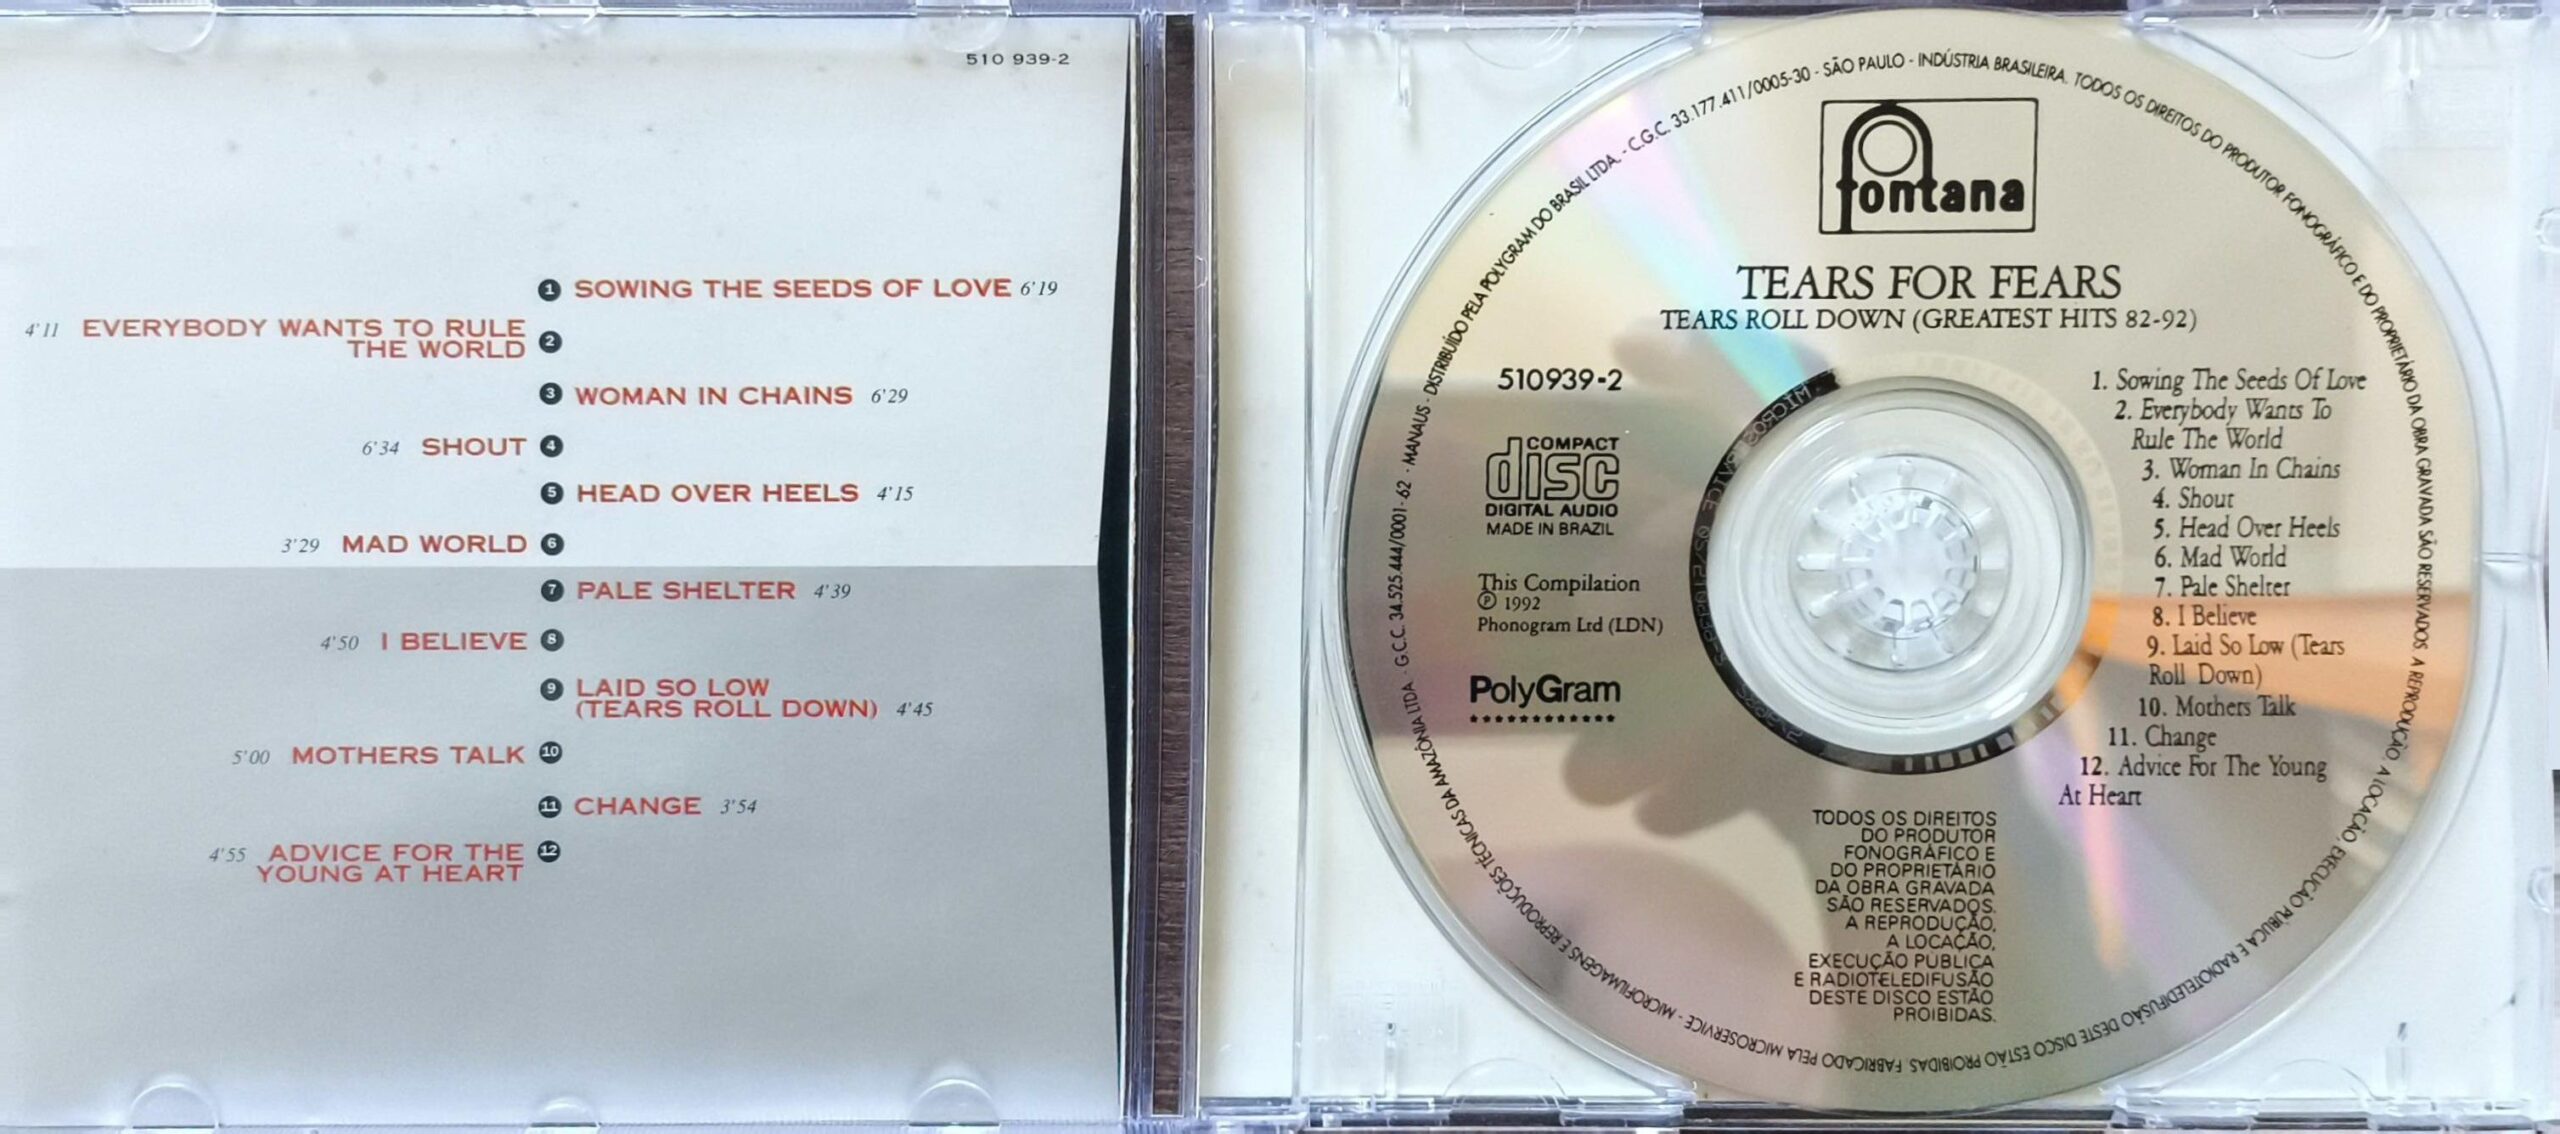 510 939-2
1 SOWING THE SEEDS OF LOVE 6'19
4'11 EVERYBODY WANTS TO RULE
THE WORLD 2
3 WOMAN IN CHAINS 6'29
6'34 SHOUT 4
5 HEAD OVER HEELS 4'15
3'29 MAD WORLD 6
7 PALE SHELTER 4'39
4'50 I BELIEVE 8
9 LAID SO LOW
(TEARS ROLL DOWN) 4'45
5'00 MOTHERS TALK 10
11 CHANGE 3'54
4'55 ADVICE FOR THE 12
YOUNG AT HEART
fontana
TEARS FOR FEARS
TEARS ROLL DOWN (GREATEST HITS 82-92)
510939-2
COMPACT
disc
DIGITAL AUDIO
MADE IN BRAZIL
This Compilation
℗ 1992
Phonogram Ltd (LDN)
PolyGram
1. Sowing The Seeds Of Love
2. Everybody Wants To
Rule The World
3. Woman In Chains
4. Shout
5. Head Over Heels
6. Mad World
7. Pale Shelter
8. I Believe
9. Laid So Low (Tears
Roll Down)
10. Mothers Talk
11. Change
12. Advice For The Young
At Heart
TODOS OS DIREITOS
DO PRODUTOR
FONOGRÁFICO E
DO PROPRIETÁRIO
DA OBRA GRAVADA
SÃO RESERVADOS.
A REPRODUÇÃO,
A LOCAÇÃO,
EXECUÇÃO PÚBLICA
E RADIOTELEDIFUSÃO
DESTE DISCO ESTÃO
PROIBIDAS.
FABRICADO PELA MICROSERVICE - MICROFILMAGENS E REPRODUÇÕES TÉCNICAS DA AMAZÔNIA LTDA. - G.C.C. 34.525.444/0001-62 - MANAUS - DISTRIBUÍDO PELA POLYGRAM DO BRASIL LTDA. - C.G.C. 33.177.411/0005-30 - SÃO PAULO - INDÚSTRIA BRASILEIRA. TODOS OS DIREITOS DO PRODUTOR FONOGRÁFICO E DO PROPRIETÁRIO DA OBRA GRAVADA SÃO RESERVADOS. A REPRODUÇÃO, A LOCAÇÃO, EXECUÇÃO PÚBLICA E RADIOTELEDIFUSÃO DESTE DISCO ESTÃO PROIBIDAS.